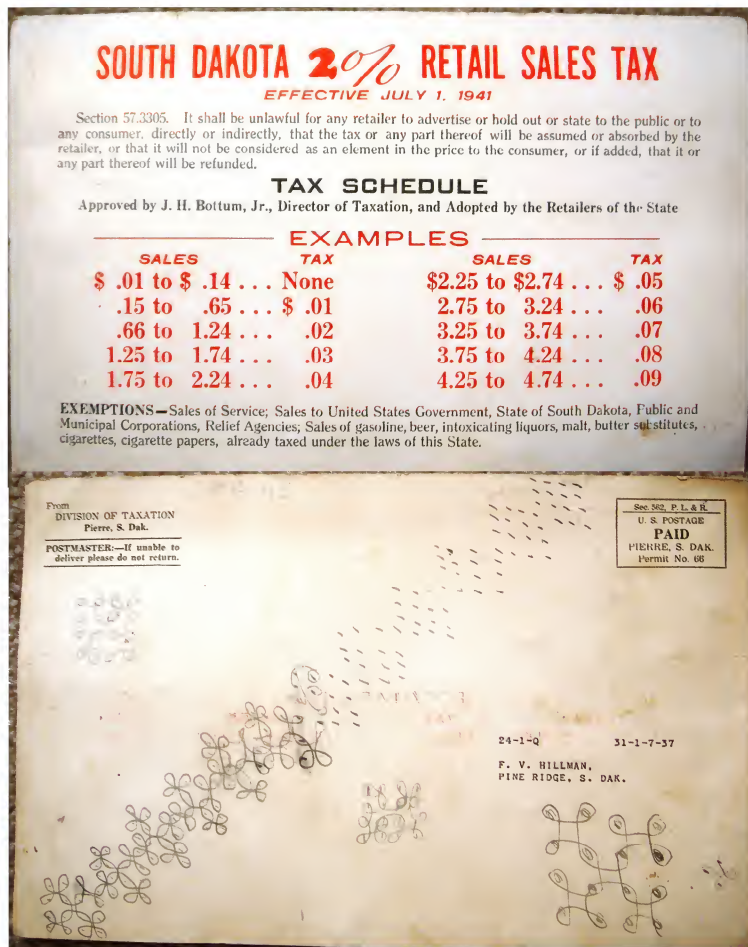 SOUTH DAKOTA 2% RETAIL SALES TAX
EFFECTIVE JULY 1, 1941
Section 57.3305. It shall be unlawful for any retailer to advertise or hold out or state to the public or to
any consumer, directly or indirectly, that the tax or any part thereof will be assumed or absorbed by the
retailer, or that it will not be considered as an element in the price to the consumer, or if added, that it or
any part thereof will be refunded.
TAX SCHEDULE
Approved by J. H. Bottum, Jr., Director of Taxation, and Adopted by the Retailers of the State
EXAMPLES
SALES TAX SALES TAX
$ .01 to $ .14 ... None $2.25 to $2.74 ... $ .05
.15 to .65 ... $ .01 2.75 to 3.24 ... .06
.66 to 1.24 ... .02 3.25 to 3.74 ... .07
1.25 to 1.74 ... .03 3.75 to 4.24 ... .08
1.75 to 2.24 ... .04 4.25 to 4.74 ... .09
EXEMPTIONS—Sales of Service; Sales to United States Government, State of South Dakota, Public and
Municipal Corporations, Relief Agencies; Sales of gasoline, beer, intoxicating liquors, malt, butter substitutes,
cigarettes, cigarette papers, already taxed under the laws of this State.
From
DIVISION OF TAXATION
Pierre, S. Dak.
POSTMASTER:—If unable to
deliver please do not return.
Sec. 562, P. L. & R.
U. S. POSTAGE
PAID
PIERRE, S. DAK.
Permit No. 66
24-1-Q 31-1-7-37
F. V. HILLMAN,
PINE RIDGE, S. DAK.